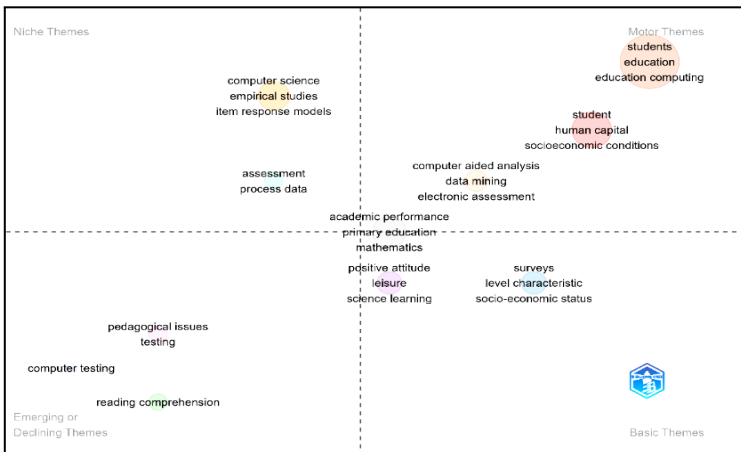 Niche Themes
Motor Themes
students
education
education computing
computer science
empirical studies
item response models
student
human capital
socioeconomic conditions
assessment
process data
computer aided analysis
data mining
electronic assessment
academic performance
primary education
mathematics
positive attitude
leisure
science learning
surveys
level characteristic
socio-economic status
pedagogical issues
testing
computer testing
reading comprehension
Emerging or
Declining Themes
Basic Themes